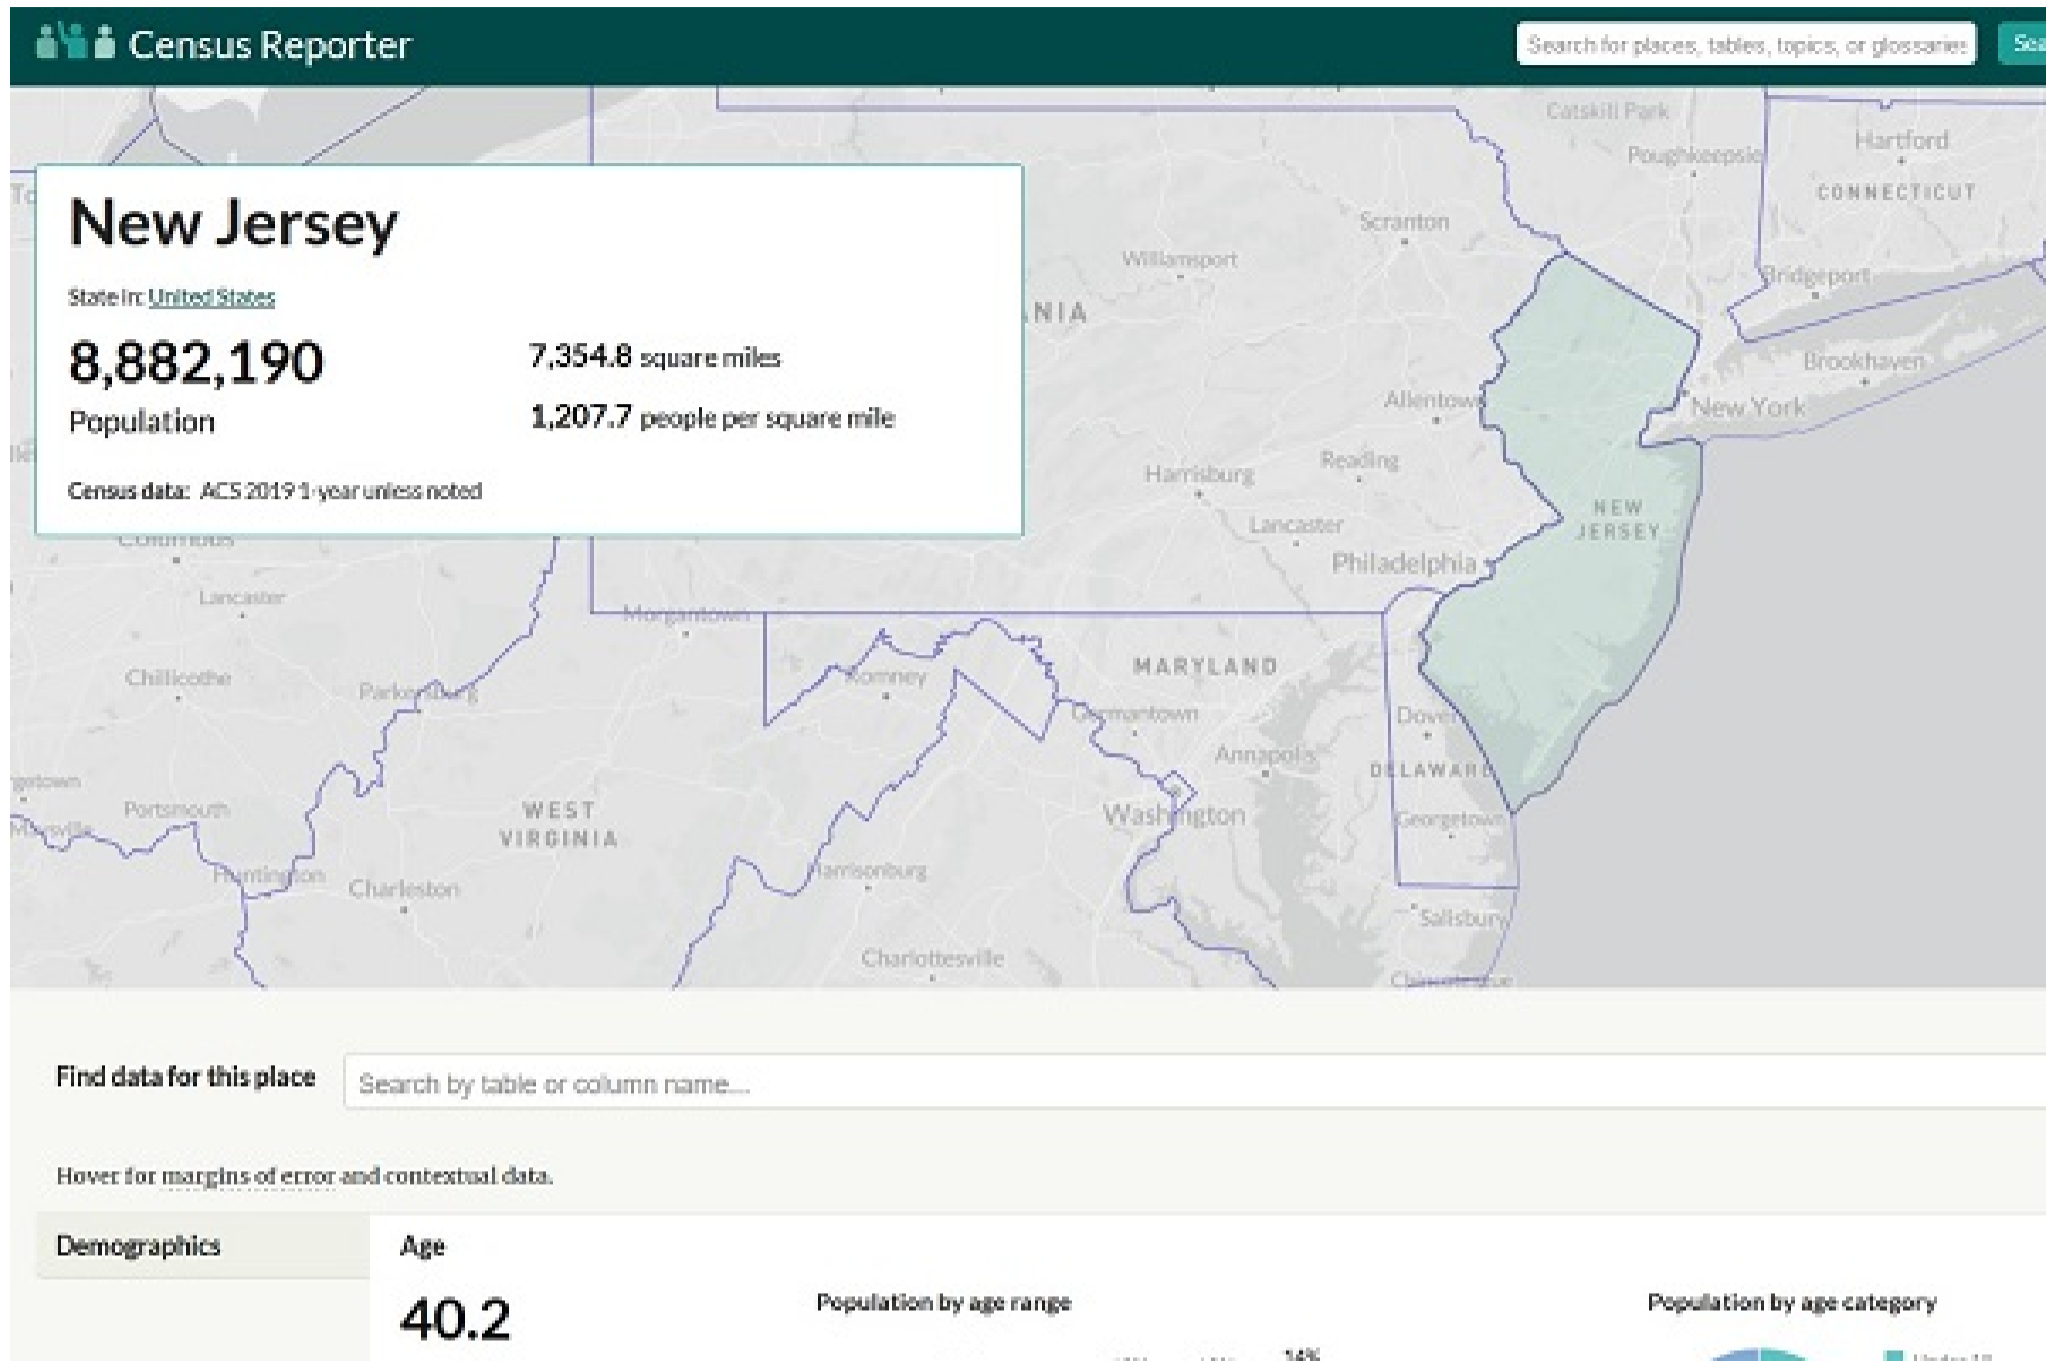 Census Reporter
Search for places, tables, topics, or glossaries
Catskill Park
Hartford
Poughkeepsie
CONNECTICUT
New Jersey
Scranton
Williamsport
Bridgeport
State in: United States
NIA
8,882,190
7,354.8 square miles
Brookhaven
Allentown
New York
Population
1,207.7 people per square mile
Reading
Harrisburg
Census data: ACS 2019 1-year unless noted
NEW
JERSEY
Lancaster
Columbus
Philadelphia
Lancaster
Morgantown
MARYLAND
Chillicothe
Romney
Parkersburg
Germantown
Dover
Annapolis
DELAWARE
getown
Portsmouth
WEST
VIRGINIA
Washington
Georgetown
Maysville
Huntington
Harrisonburg
Charleston
Salisbury
Charlottesville
Find data for this place
Search by table or column name...
Hover for margins of error and contextual data.
Demographics
Age
40.2
Population by age range
Population by age category
14%